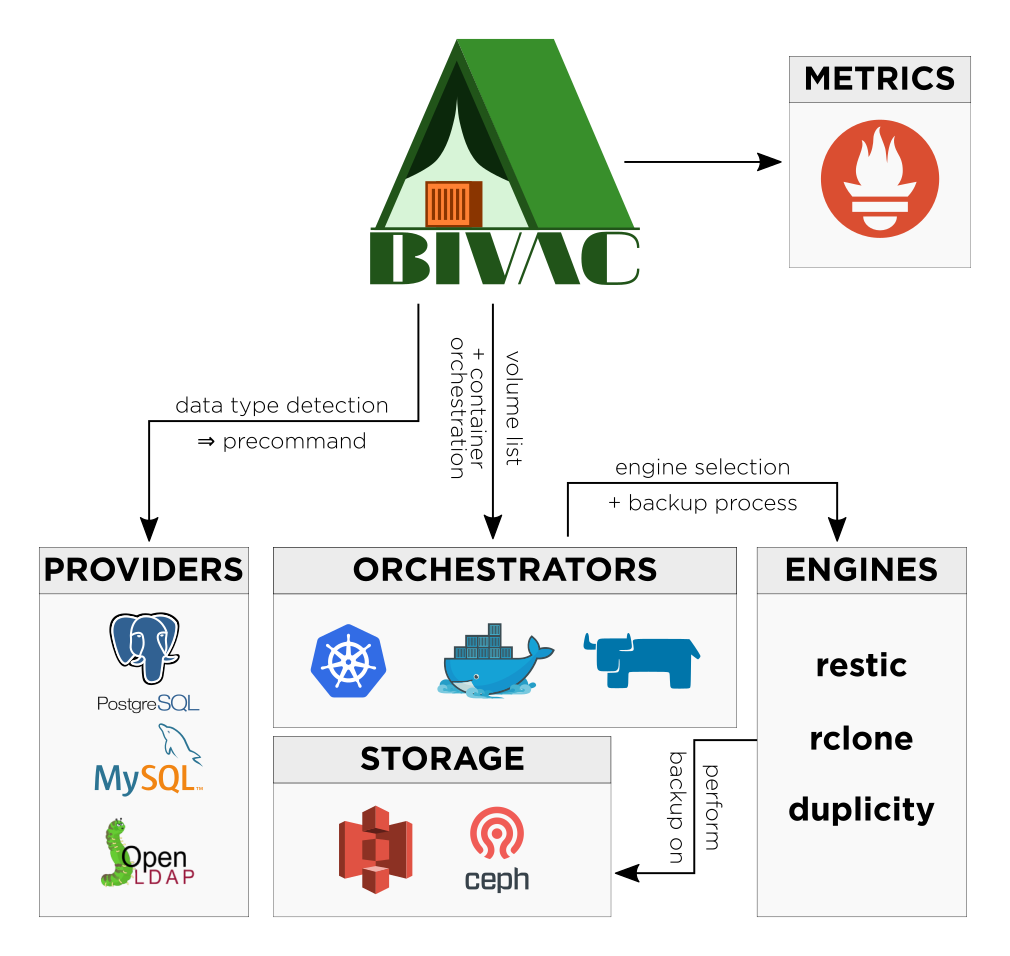 METRICS
BIVAC
data type detection
⇒ precommand
volume list
+ container
orchestration
engine selection
+ backup process
PROVIDERS
PostgreSQL
MySQL™
Open
LDAP
ORCHESTRATORS
ENGINES
restic
rclone
duplicity
STORAGE
ceph
perform
backup on